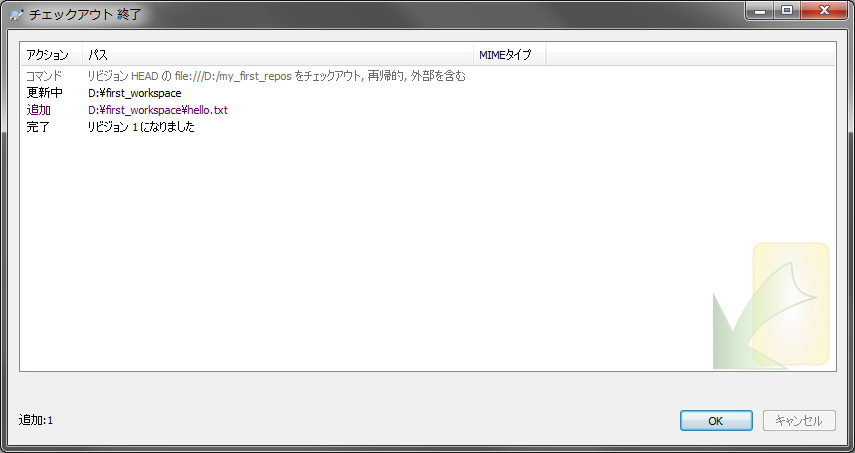 チェックアウト 終了
アクション パス MIMEタイプ
コマンド リビジョン HEAD の file:///D:/my_first_repos をチェックアウト, 再帰的, 外部を含む
更新中 D:¥first_workspace
追加 D:¥first_workspace¥hello.txt
完了 リビジョン 1 になりました
追加:1
OK キャンセル